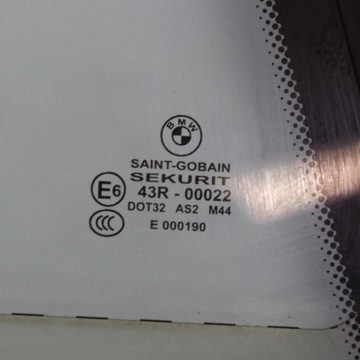 BMW
SAINT-GOBAIN
SEKURIT
E6 43R - 00022
DOT32 AS2 M44
CCC E 000190